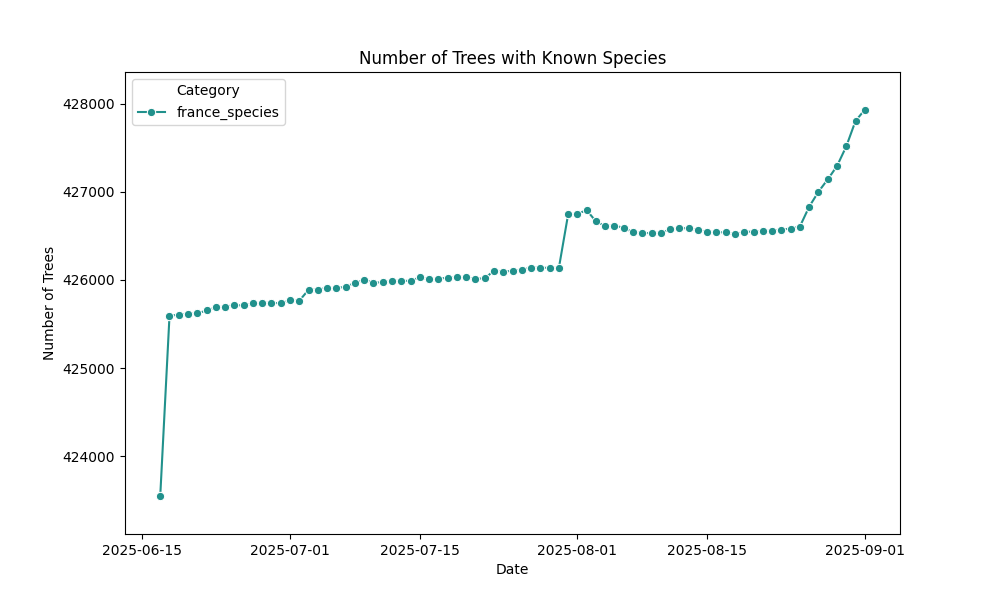 Number of Trees with Known Species
Category
france_species
428000
427000
426000
425000
424000
Number of Trees
2025-06-15 2025-07-01 2025-07-15 2025-08-01 2025-08-15 2025-09-01
Date